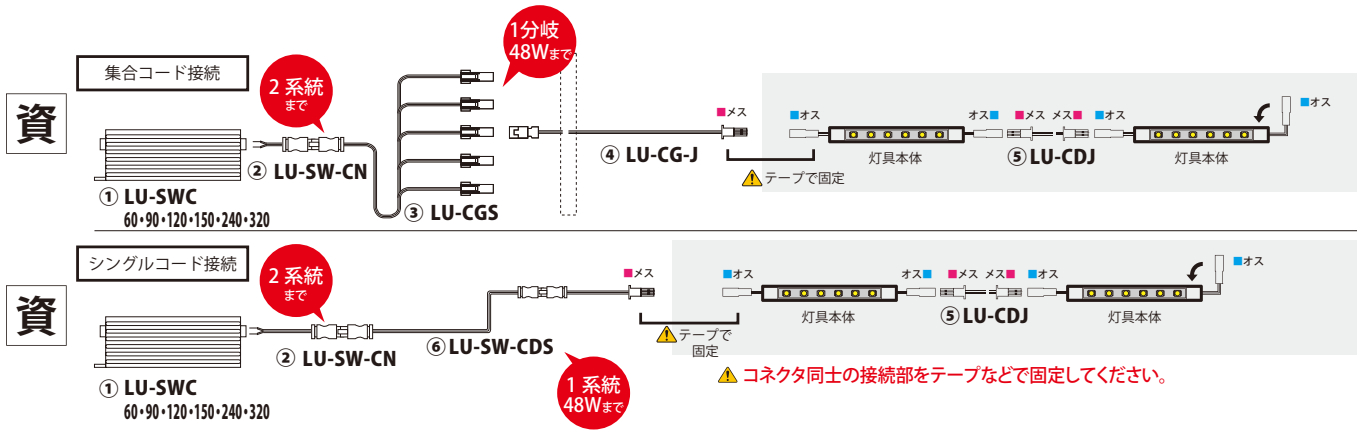 資
集合コード接続
2 系統
まで
1分岐
48Wまで
① LU-SWC
60・90・120・150・240・320
② LU-SW-CN
③ LU-CGS
④ LU-CG-J
■メス
■オス
テープで固定
灯具本体
オス■
■メス メス■
⑤ LU-CDJ
■オス
灯具本体
■オス
資
シングルコード接続
2 系統
まで
① LU-SWC
60・90・120・150・240・320
② LU-SW-CN
⑥ LU-SW-CDS
1 系統
48Wまで
■メス
テープで
固定
■オス
灯具本体
オス■
■メス メス■
⑤ LU-CDJ
■オス
灯具本体
■オス
コネクタ同士の接続部をテープなどで固定してください。